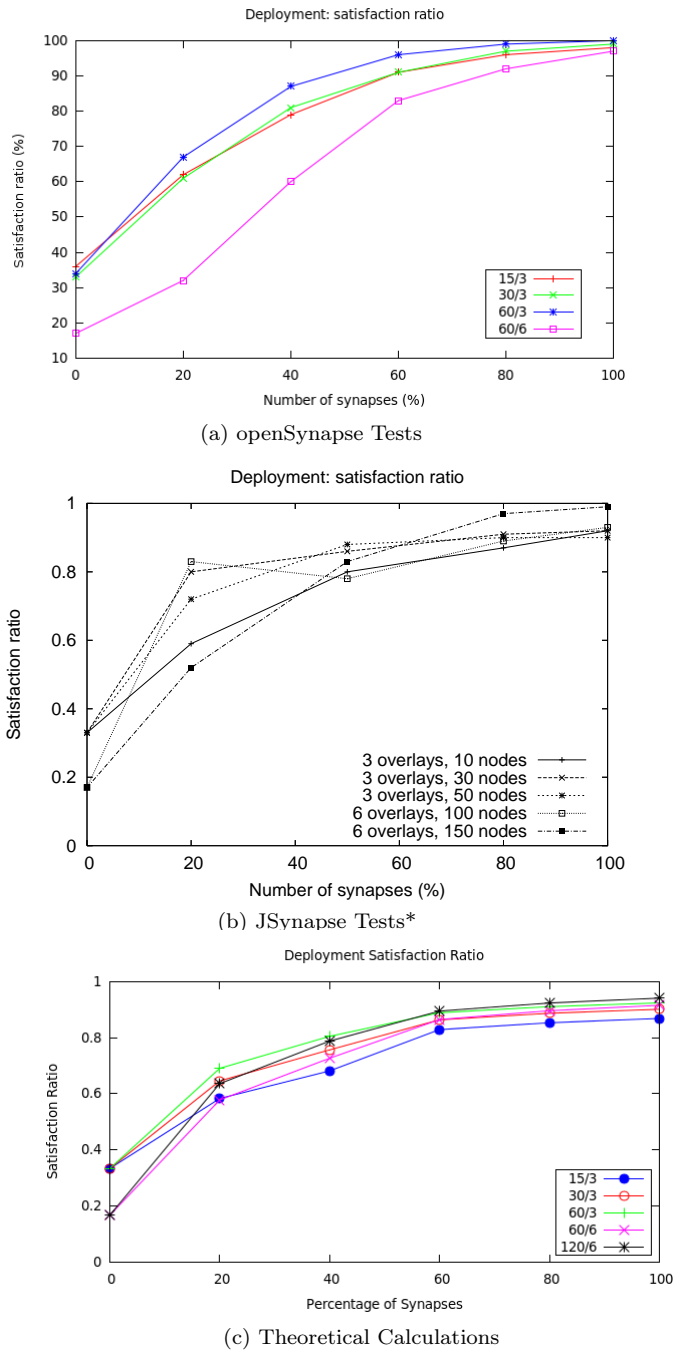 Deployment: satisfaction ratio
100
90
80
70
60
50
40
30
20
10
Satisfaction ratio (%)
15/3
30/3
60/3
60/6
0 20 40 60 80 100
Number of synapses (%)
(a) openSynapse Tests
Deployment: satisfaction ratio
1
0.8
0.6
0.4
0.2
0
Satisfaction ratio
3 overlays, 10 nodes
3 overlays, 30 nodes
3 overlays, 50 nodes
6 overlays, 100 nodes
6 overlays, 150 nodes
0 20 40 60 80 100
Number of synapses (%)
(b) JSynapse Tests*
Deployment Satisfaction Ratio
1
0.8
0.6
0.4
0.2
0
Satisfaction Ratio
15/3
30/3
60/3
60/6
120/6
0 20 40 60 80 100
Percentage of Synapses
(c) Theoretical Calculations